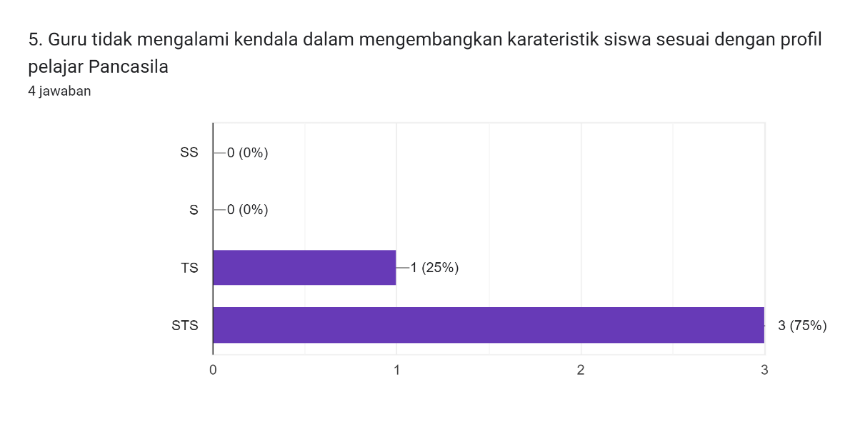 5. Guru tidak mengalami kendala dalam mengembangkan karateristik siswa sesuai dengan profil
pelajar Pancasila
4 jawaban
SS 0 (0%)
S 0 (0%)
TS 1 (25%)
STS 3 (75%)
0 1 2 3